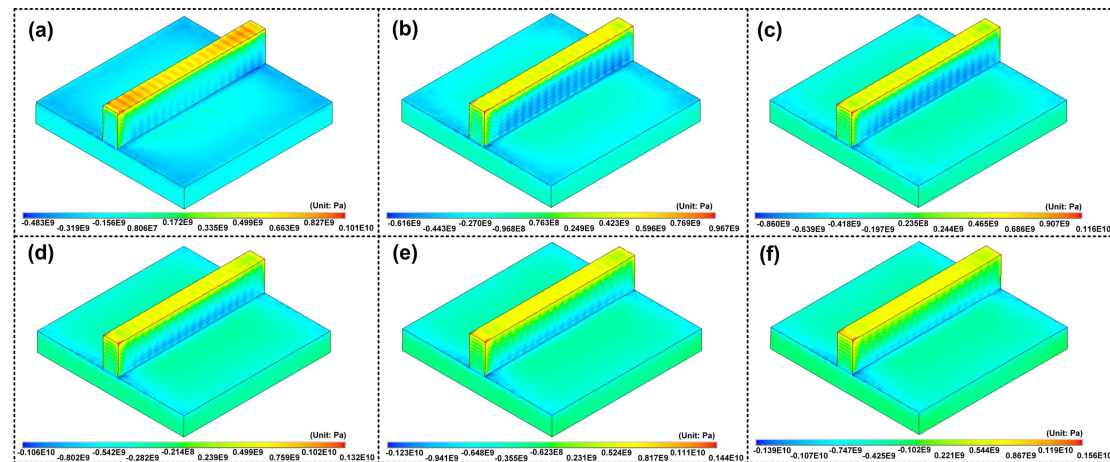 (a)
(b)
(c)
(Unit: Pa)
-0.483E9 -0.156E9 0.172E9 0.499E9 0.827E9
-0.319E9 0.806E7 0.335E9 0.663E9 0.101E10
(Unit: Pa)
-0.616E9 -0.270E9 0.763E8 0.423E9 0.769E9
-0.443E9 -0.968E8 0.249E9 0.596E9 0.967E9
(Unit: Pa)
-0.860E9 -0.418E9 0.235E8 0.465E9 0.907E9
-0.639E9 -0.197E9 0.244E9 0.686E9 0.116E10
(d)
(e)
(f)
(Unit: Pa)
-0.106E10 -0.542E9 -0.214E8 0.499E9 0.102E10
-0.802E9 -0.282E9 0.239E9 0.759E9 0.132E10
(Unit: Pa)
-0.123E10 -0.648E9 -0.623E8 0.524E9 0.111E10
-0.941E9 -0.355E9 0.231E9 0.817E9 0.144E10
(Unit: Pa)
-0.139E10 -0.747E9 -0.102E9 0.544E9 0.119E10
-0.107E10 -0.425E9 0.221E9 0.867E9 0.156E10